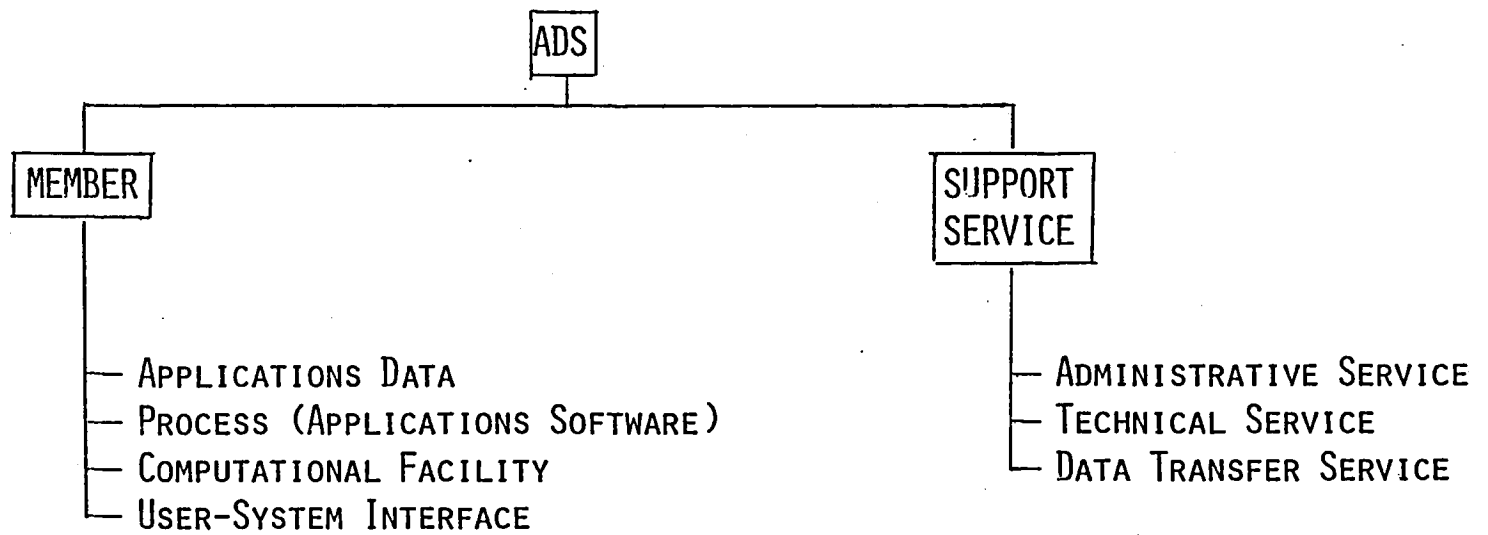 ADS
MEMBER
SUPPORT
SERVICE
APPLICATIONS DATA
PROCESS (APPLICATIONS SOFTWARE)
COMPUTATIONAL FACILITY
USER-SYSTEM INTERFACE
ADMINISTRATIVE SERVICE
TECHNICAL SERVICE
DATA TRANSFER SERVICE